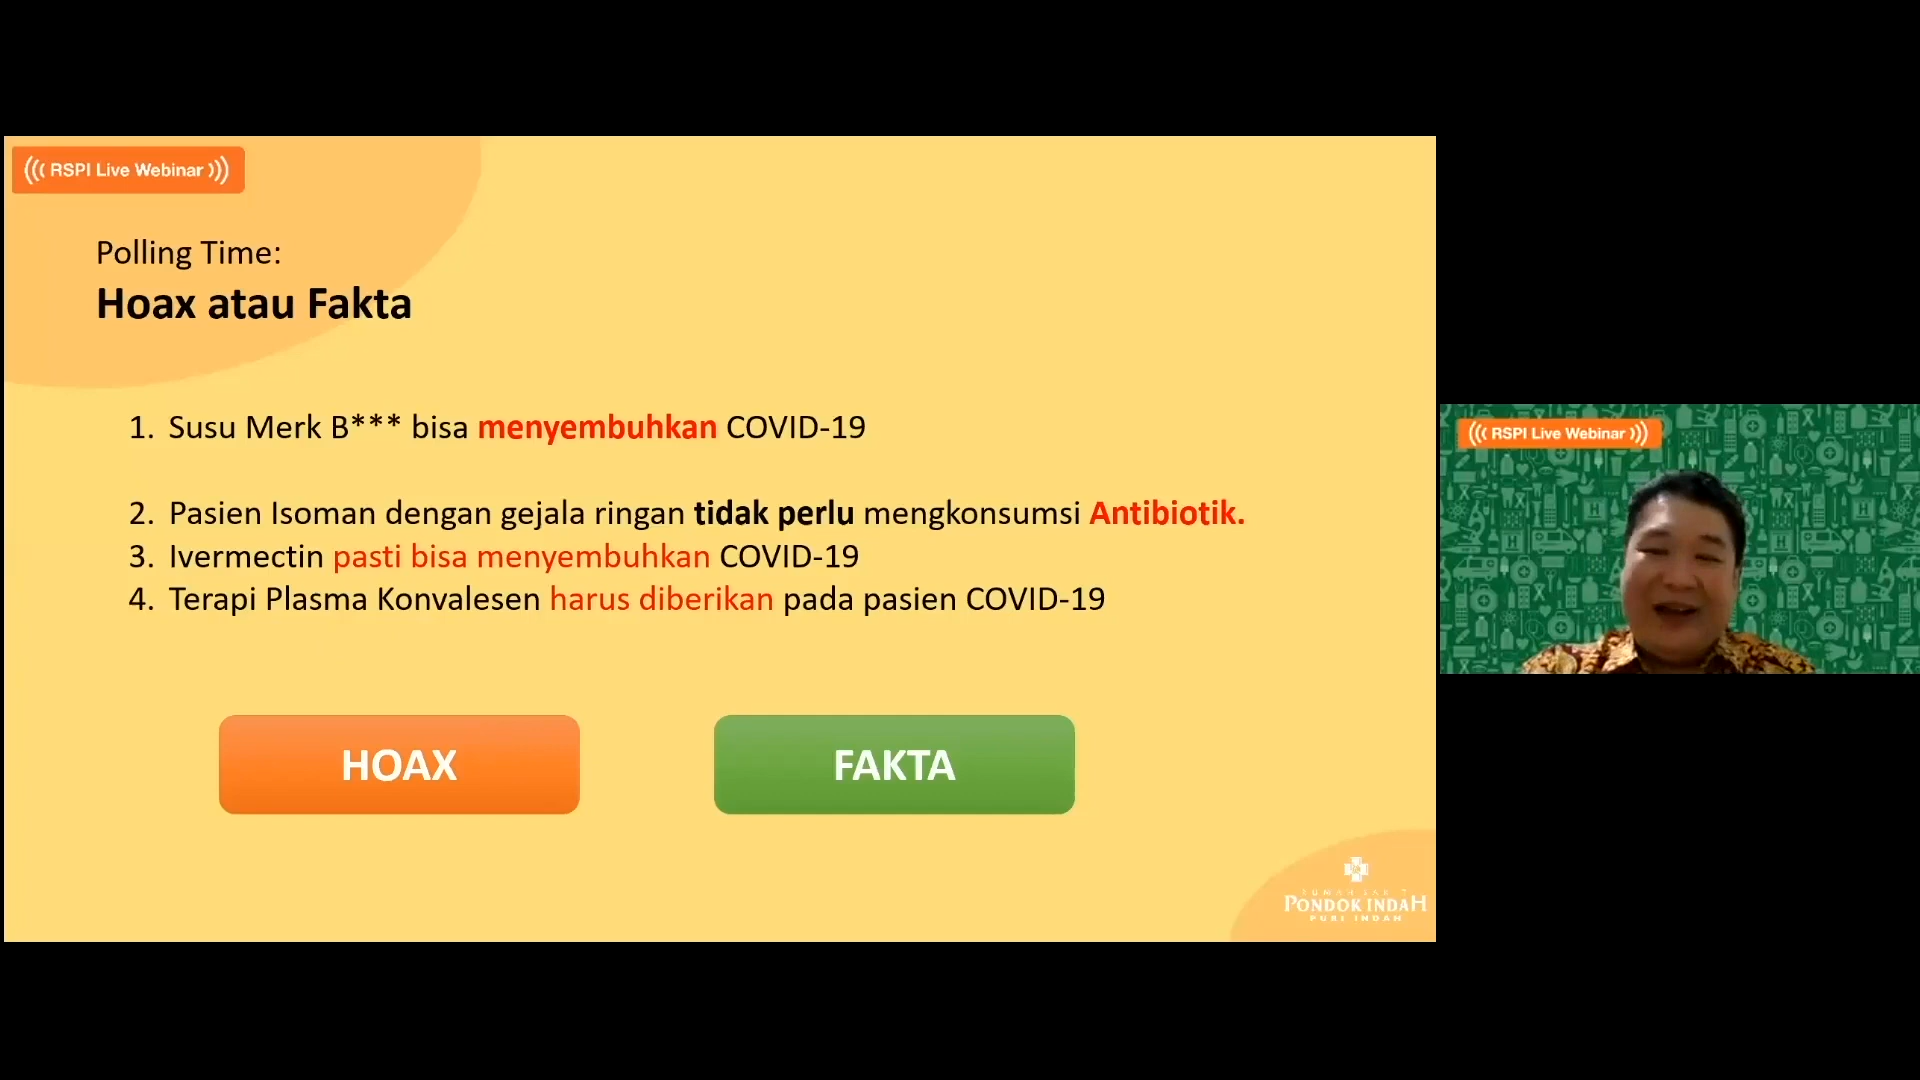 ((( RSPI Live Webinar )))
Polling Time:
Hoax atau Fakta
1. Susu Merk B*** bisa menyembuhkan COVID-19
2. Pasien Isoman dengan gejala ringan tidak perlu mengkonsumsi Antibiotik.
3. Ivermectin pasti bisa menyembuhkan COVID-19
4. Terapi Plasma Konvalesen harus diberikan pada pasien COVID-19
HOAX
FAKTA
PONDOK INDAH
PURI INDAH
((( RSPI Live Webinar )))